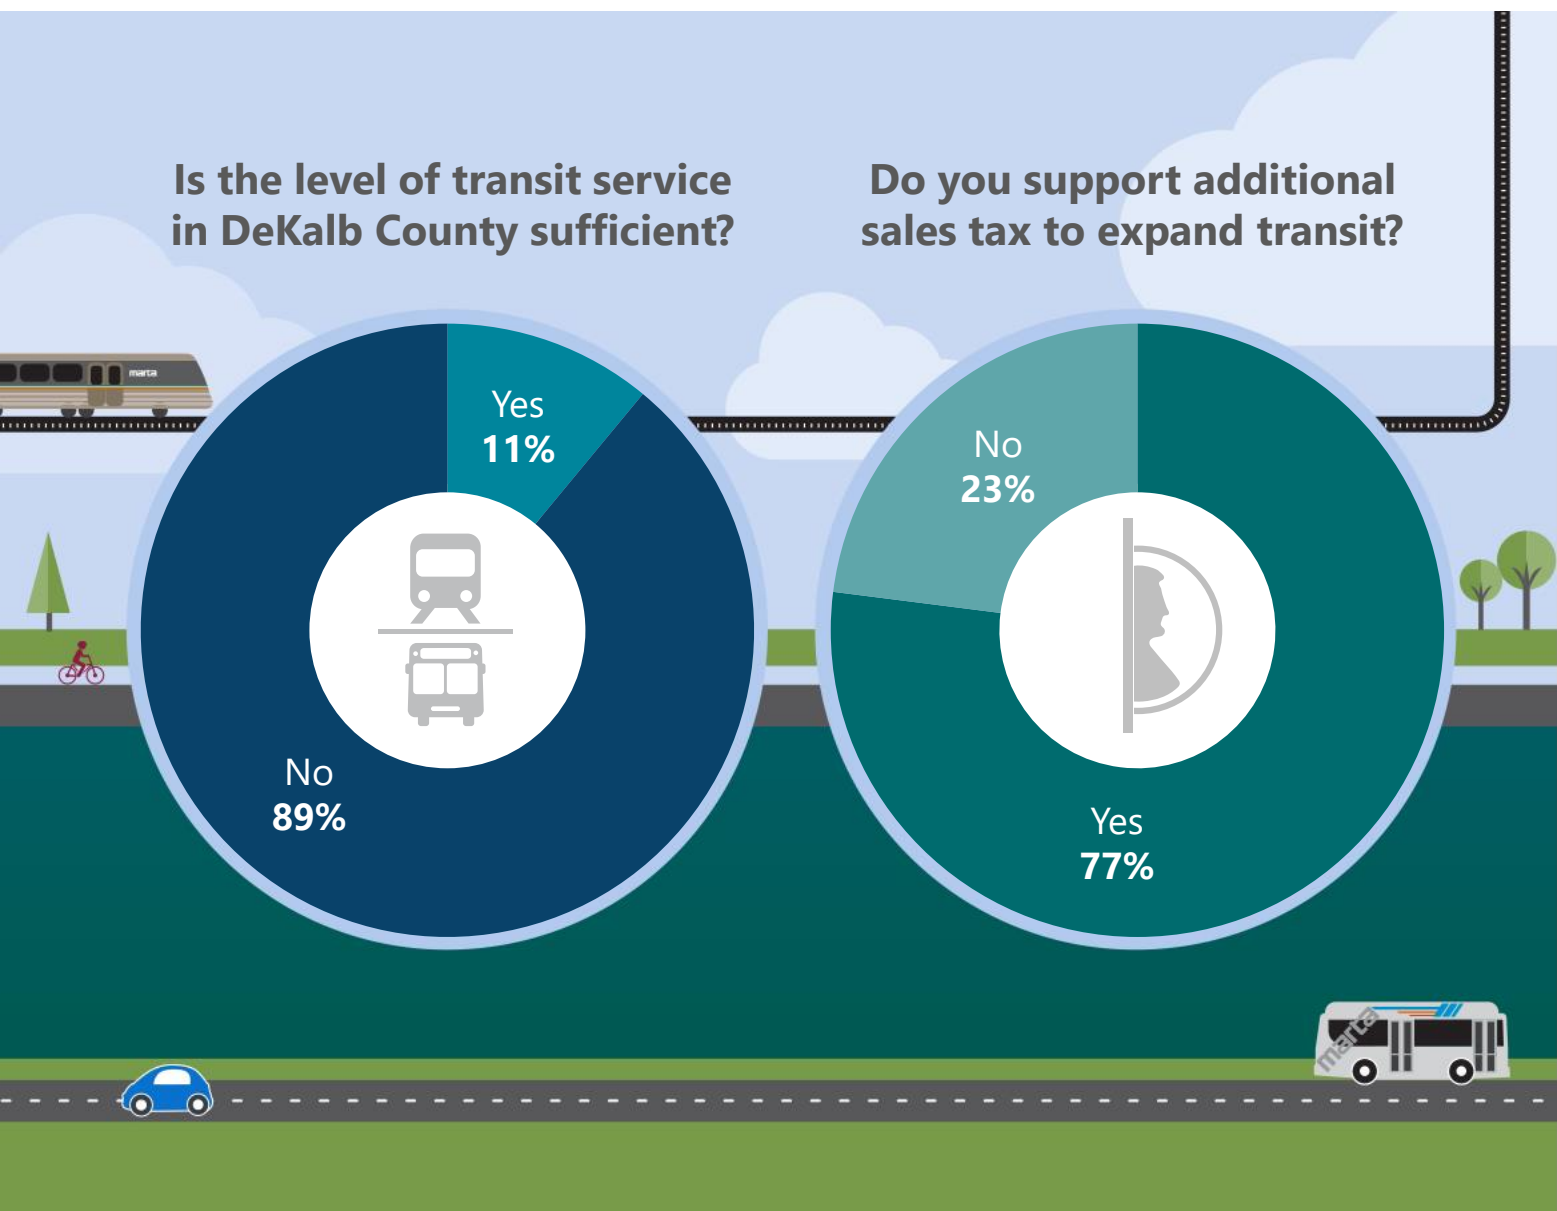 Is the level of transit service
in DeKalb County sufficient?
Do you support additional
sales tax to expand transit?
marta
Yes
11%
No
89%
No
23%
Yes
77%
marta